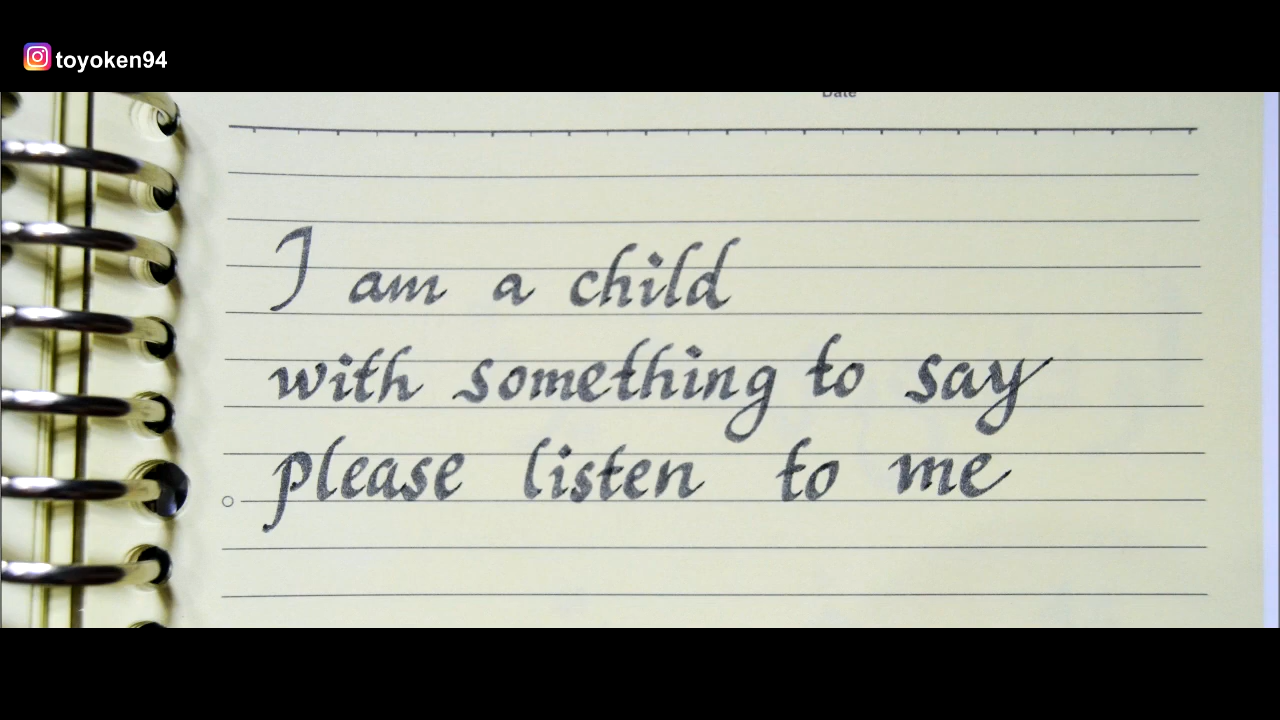 toyoken94
Date
I am a child
with something to say
please listen to me